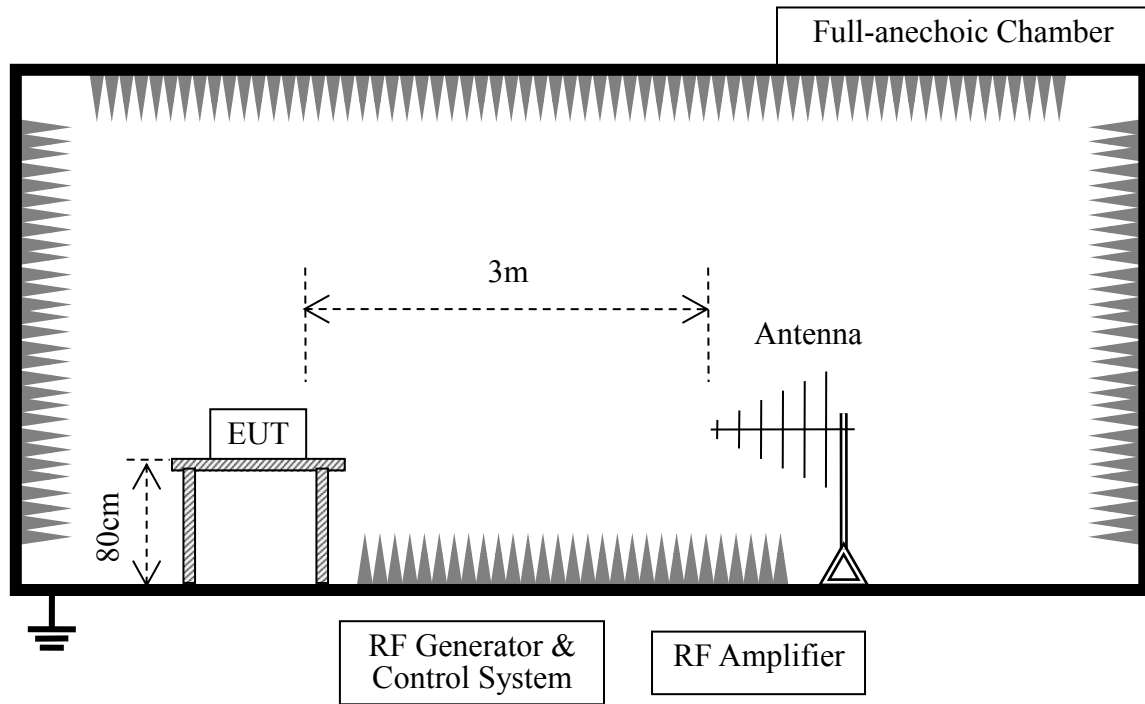 Full-anechoic Chamber
3m
Antenna
EUT
80cm
RF Generator &
Control System
RF Amplifier